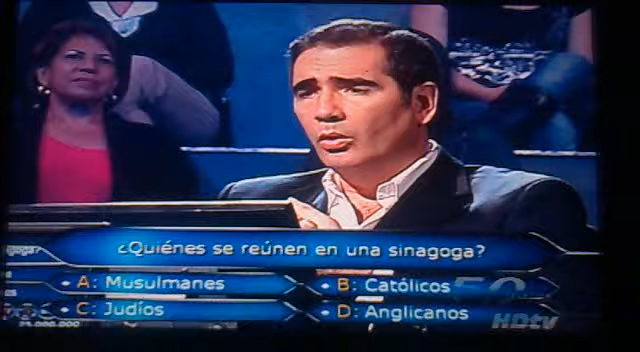 ¿Quiénes se reúnen en una sinagoga?
A: Musulmanes
B: Católicos
C: Judíos
D: Anglicanos
HDtv